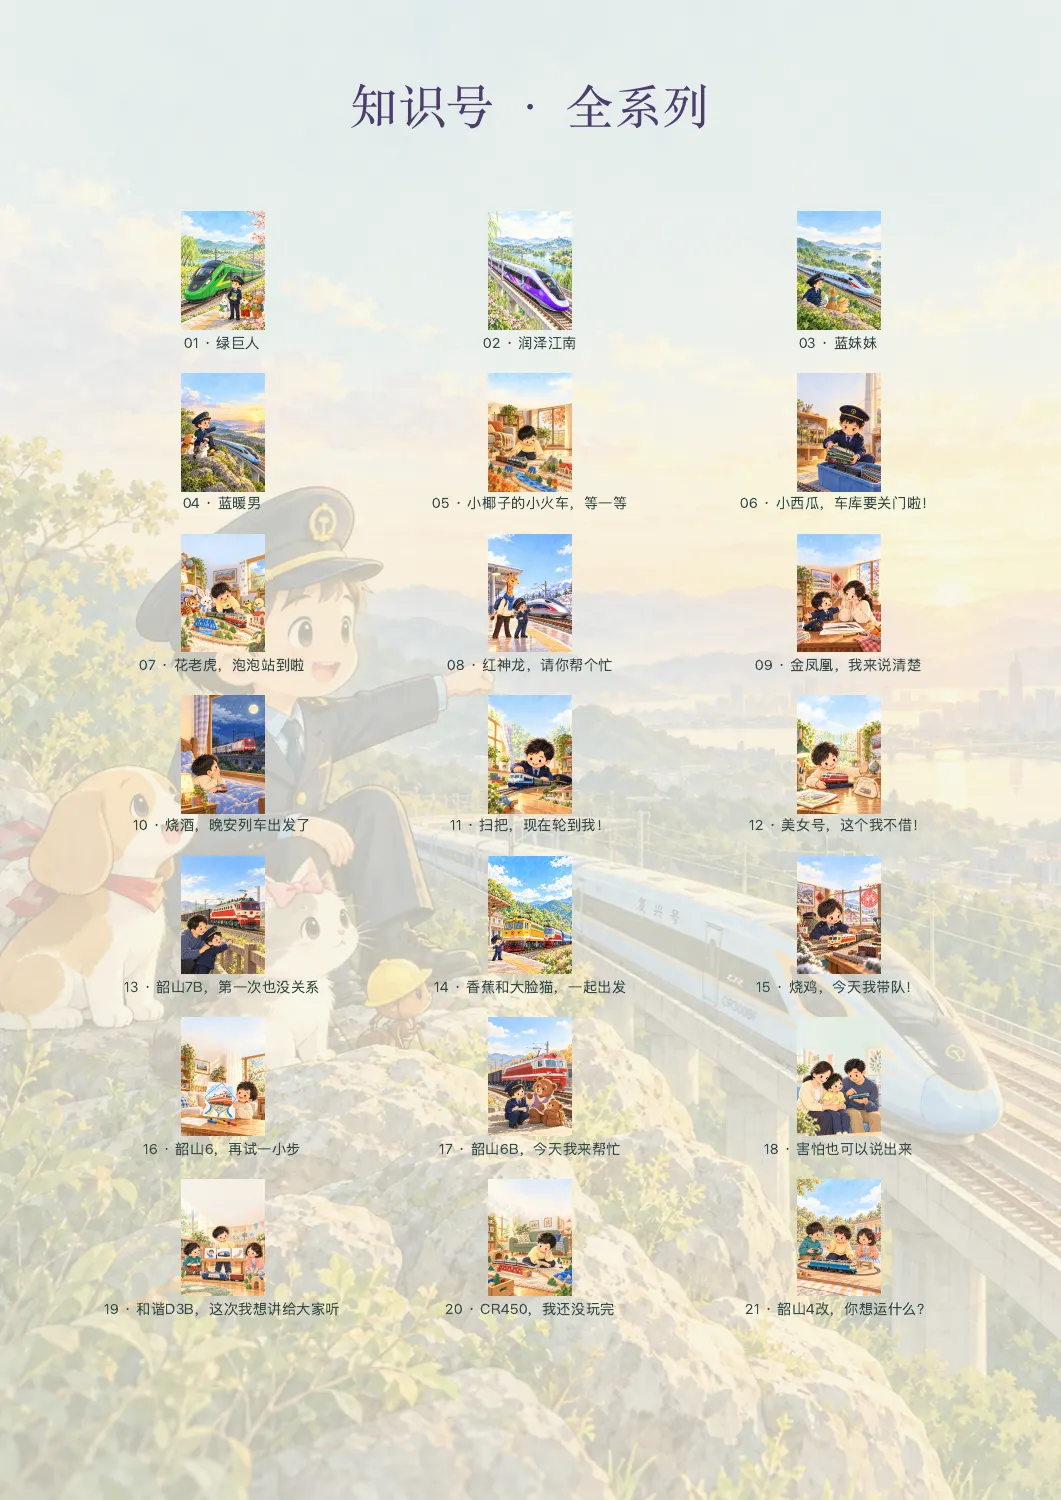 知识号 · 全系列
01 · 绿巨人
02 · 润泽江南
03 · 蓝妹妹
04 · 蓝暖男
05 · 小椰子的小火车，等一等
06 · 小西瓜，车库要关门啦!
07 · 花老虎，泡泡站到啦
08 · 红神龙，请你帮个忙
09 · 金凤凰，我来说清楚
10 · 烧酒，晚安列车出发了
11 · 扫把，现在轮到我!
12 · 美女号，这个我不借!
复兴号
13 · 韶山7B，第一次也没关系
14 · 香蕉和大脸猫，一起出发
15 · 烧鸡，今天我带队!
16 · 韶山6，再试一小步
17 · 韶山6B，今天我来帮忙
18 · 害怕也可以说出来
19 · 和谐D3B，这次我想讲给大家听
20 · CR450，我还没玩完
21 · 韶山4改，你想运什么?